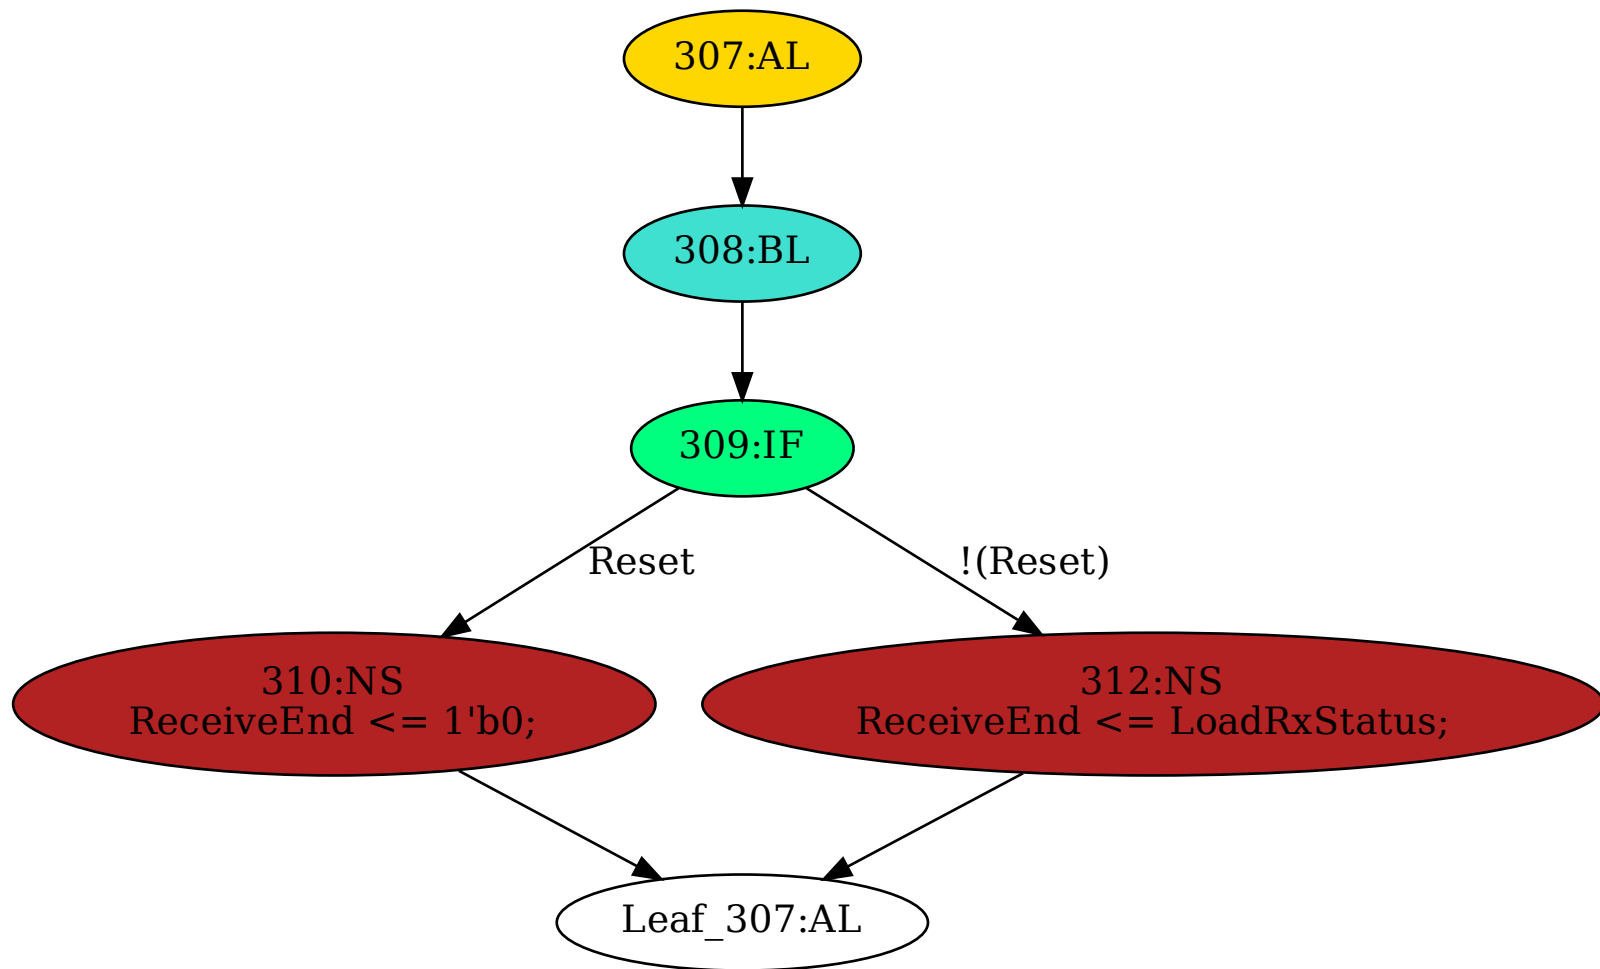 307:AL
308:BL
309:IF
Reset
!(Reset)
310:NS
ReceiveEnd <= 1'b0;
312:NS
ReceiveEnd <= LoadRxStatus;
Leaf_307:AL